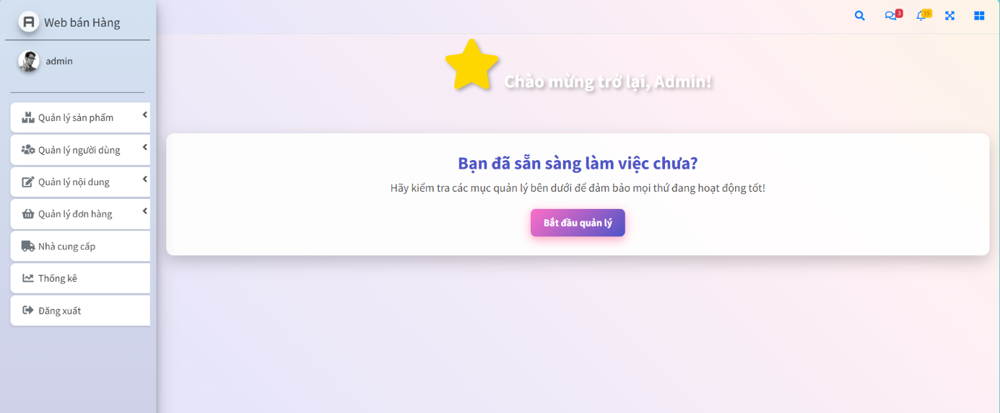 Web bán Hàng
3
15
admin
Chào mừng trở lại, Admin!
Quản lý sản phẩm
Quản lý người dùng
Quản lý nội dung
Quản lý đơn hàng
Nhà cung cấp
Thống kê
Đăng xuất
Bạn đã sẵn sàng làm việc chưa?
Hãy kiểm tra các mục quản lý bên dưới để đảm bảo mọi thứ đang hoạt động tốt!
Bắt đầu quản lý